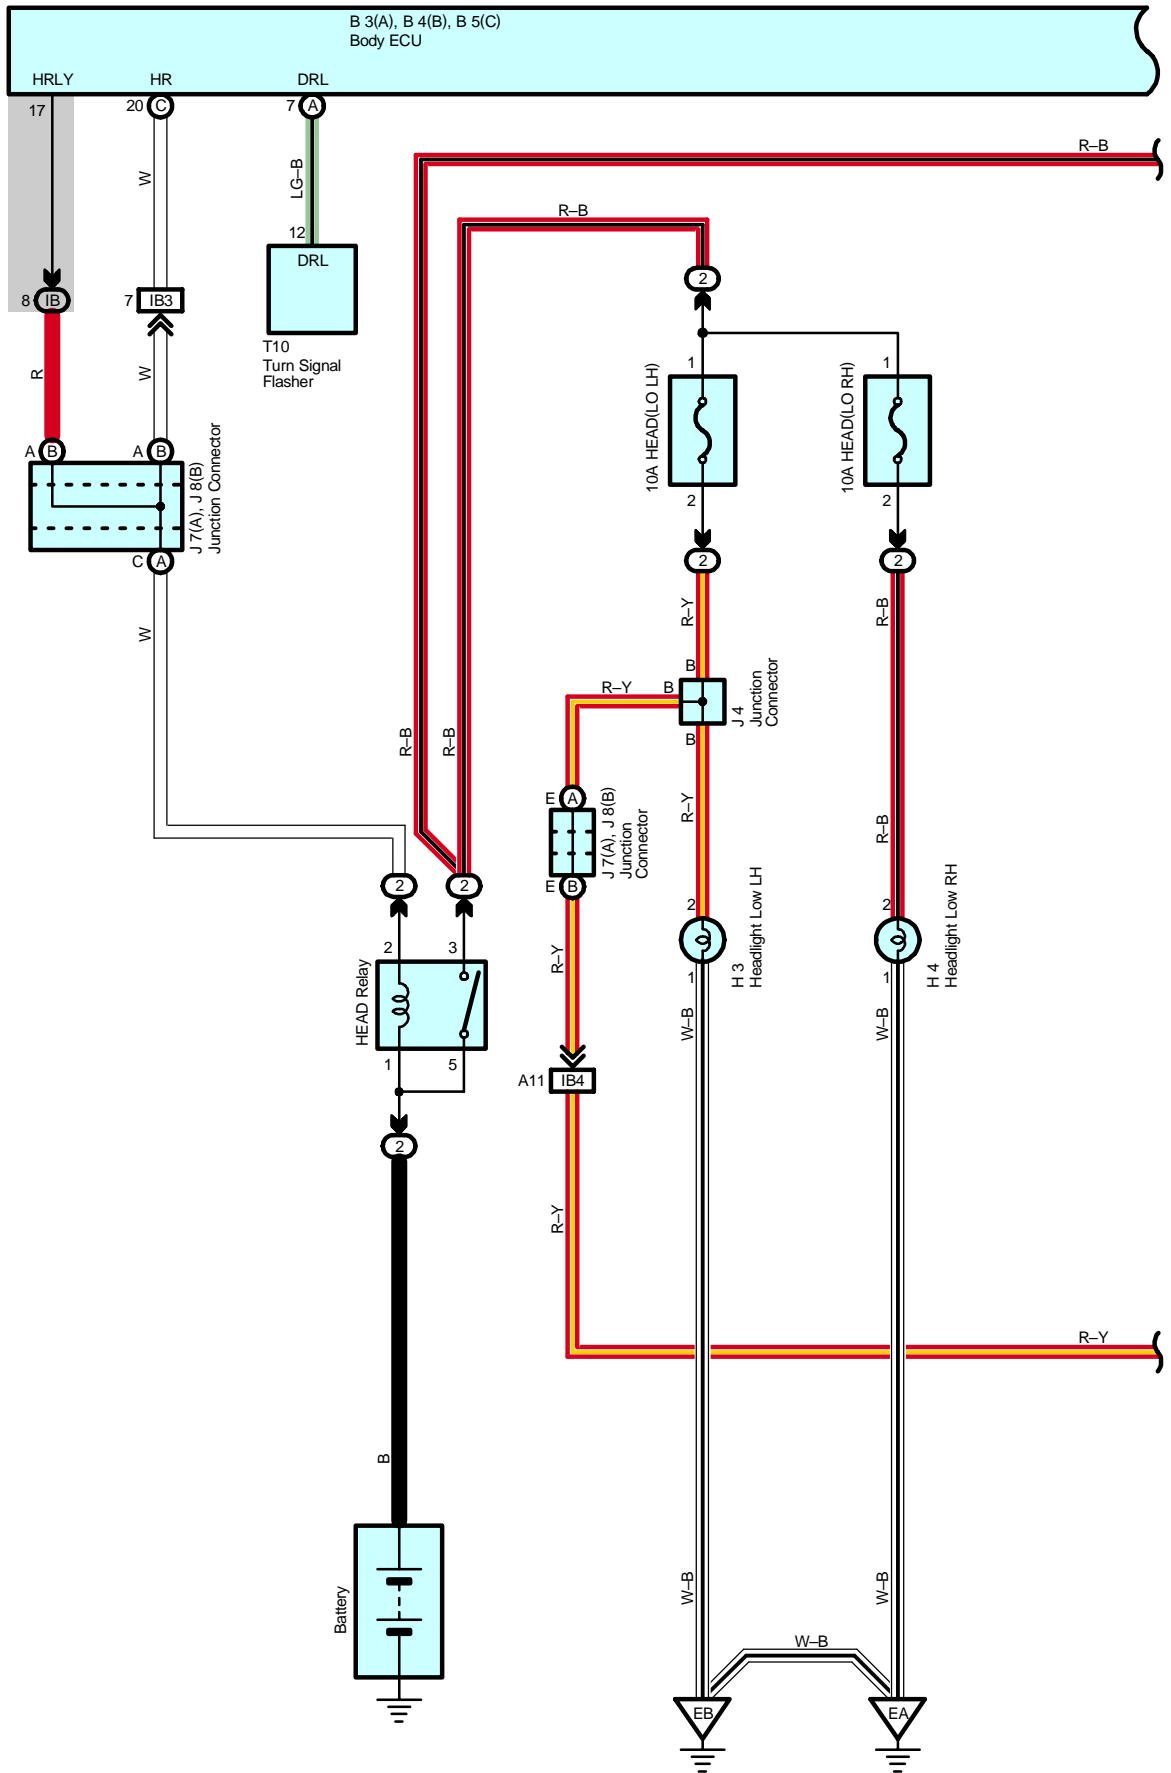 B 3(A), B 4(B), B 5(C)
Body ECU
HRLY
HR
DRL
17
20
C
7
A
R–B
W
LG–B
R–B
12
DRL
2
8
IB
7
IB3
T10
Turn Signal
Flasher
R
W
1
10A HEAD(LO LH)
2
1
10A HEAD(LO RH)
2
A
B
A
B
J 7(A), J 8(B)
Junction Connector
C
A
2
2
W
R–Y
R–B
B
R–Y
B
J 4
Junction
Connector
B
R–B
R–B
E
A
J 7(A), J 8(B)
Junction
Connector
E
B
R–Y
R–B
2
2
2
H 3
Headlight Low LH
1
2
H 4
Headlight Low RH
1
2
3
HEAD Relay
1
5
R–Y
W–B
W–B
A11
IB4
2
R–Y
R–Y
B
Battery
W–B
W–B
W–B
EB
EA